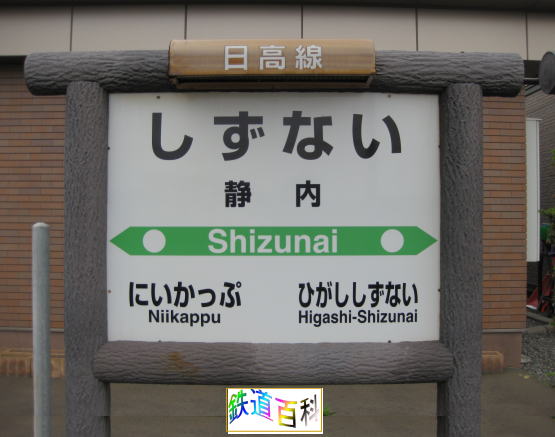 日高線
しずない
静内
Shizunai
にいかっぷ ひがししずない
Niikappu Higashi-Shizunai
鉄道百科